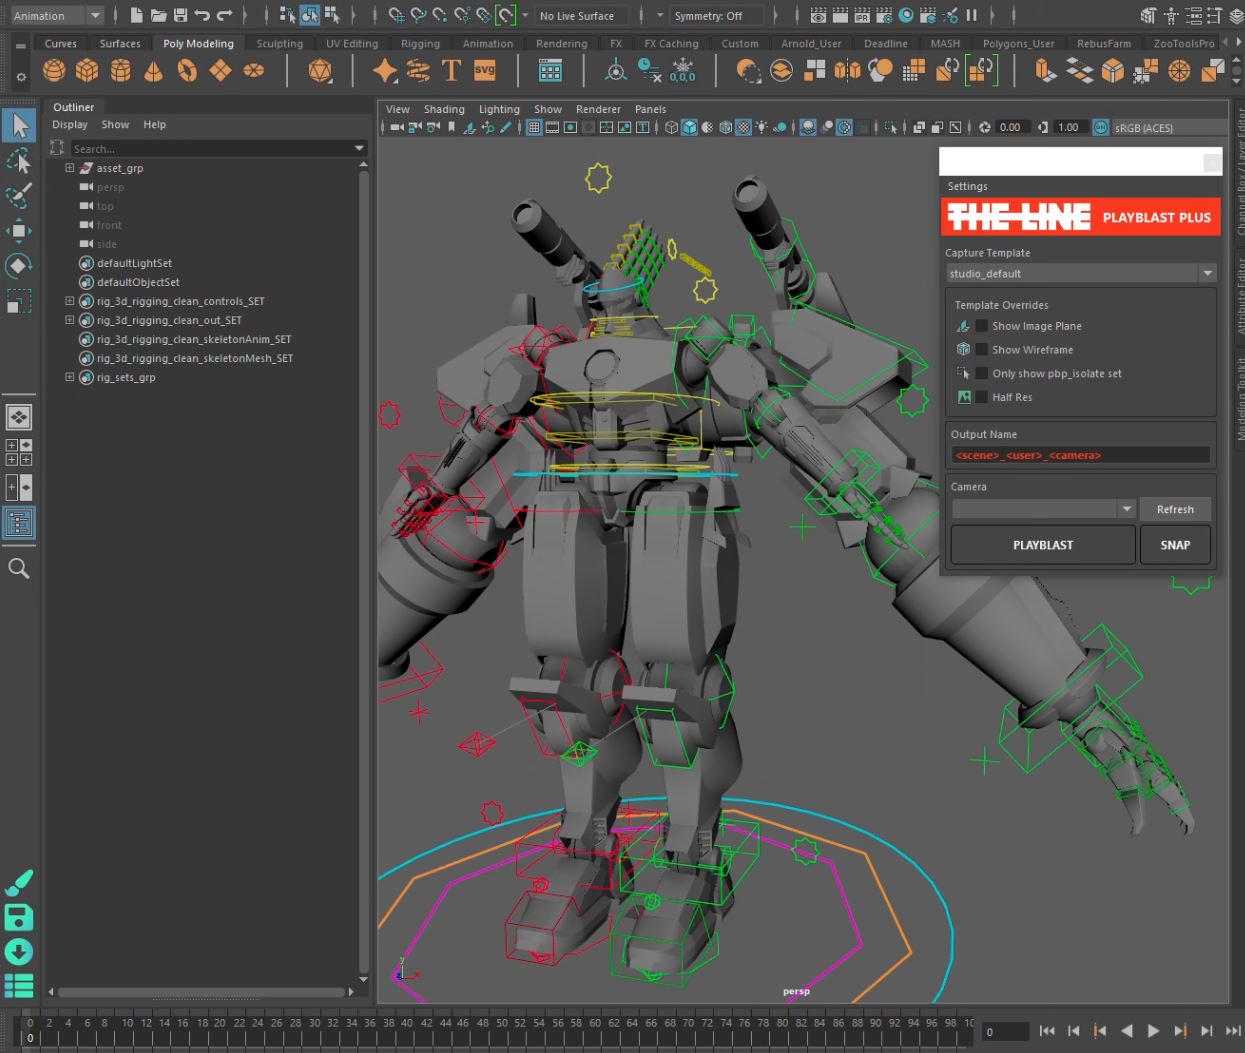 Animation
No Live Surface
Symmetry: Off
IPR
Curves
Surfaces
Poly Modeling
Sculpting
UV Editing
Rigging
Animation
Rendering
FX
FX Caching
Custom
Arnold_User
Deadline
MASH
Polygons_User
RebusFarm
ZooToolsPro
T
SVG
0,0,0
Outliner
Display Show Help
Search...
asset_grp
persp
top
front
side
defaultLightSet
defaultObjectSet
rig_3d_rigging_clean_controls_SET
rig_3d_rigging_clean_out_SET
rig_3d_rigging_clean_skeletonAnim_SET
rig_3d_rigging_clean_skeletonMesh_SET
rig_sets_grp
View Shading Lighting Show Renderer Panels
0.00
1.00
sRGB (ACES)
Settings
THE LINE PLAYBLAST PLUS
Capture Template
studio_default
Template Overrides
Show Image Plane
Show Wireframe
Only show pbp_isolate set
Half Res
Output Name
<scene>_<user>_<camera>
Camera
Refresh
PLAYBLAST SNAP
Channel Box / Layer Editor
Attribute Editor
Modeling Toolkit
y
z x
persp
0 2 4 6 8 10 12 14 16 18 20 22 24 26 28 30 32 34 36 38 40 42 44 46 48 50 52 54 56 58 60 62 64 66 68 70 72 74 76 78 80 82 84 86 88 90 92 94 96 98 10
0
0